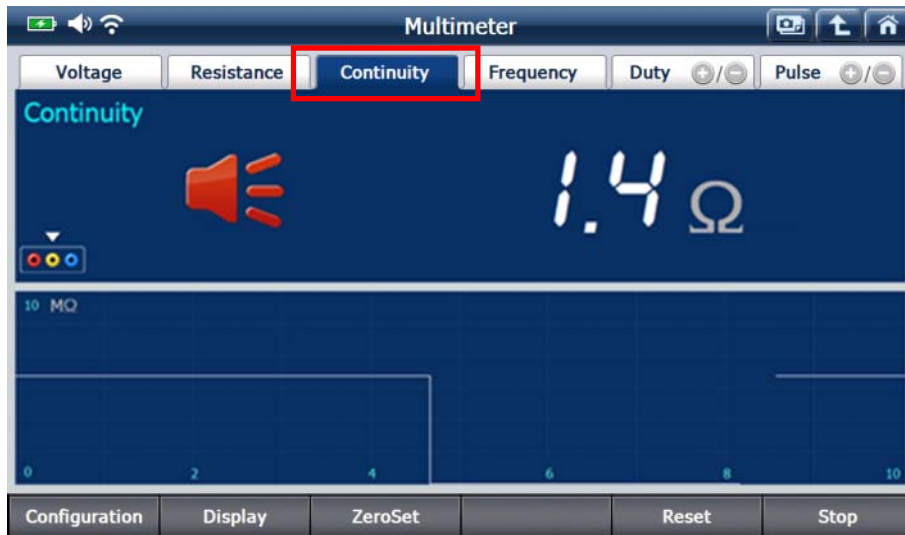 Multimeter
Voltage Resistance Continuity Frequency Duty +/- Pulse +/-
Continuity
1.4 Ω
10 MΩ
0 2 4 6 8 10
Configuration Display ZeroSet Reset Stop